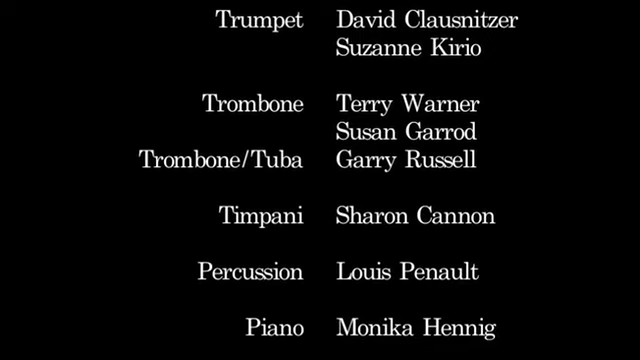 Trumpet David Clausnitzer
Suzanne Kirio
Trombone Terry Warner
Susan Garrod
Trombone/Tuba Garry Russell
Timpani Sharon Cannon
Percussion Louis Penault
Piano Monika Hennig